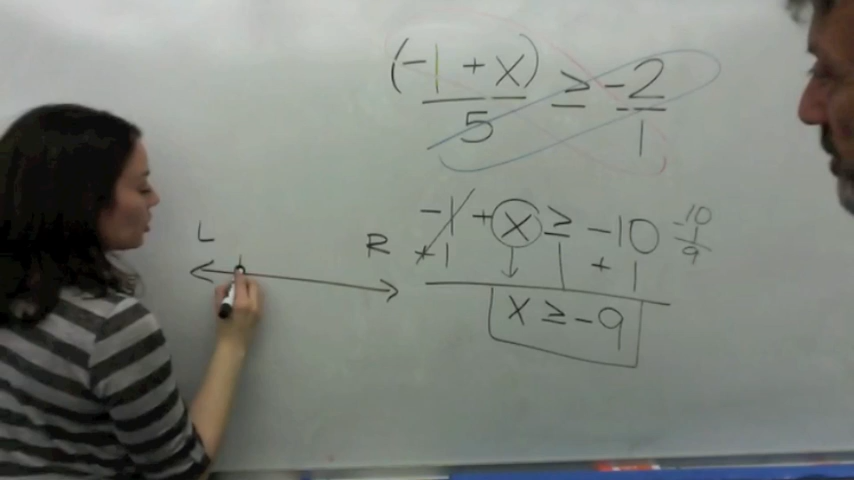 (-1 + x) ≥ -2
5 1
L R
-1 + x ≥ -10
+1 + 1
x ≥ -9
-10
-1
9